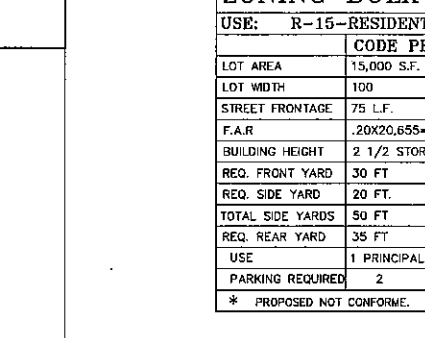 USE: R-15-RESIDENT
CODE PE
LOT AREA 15,000 S.F.
LOT WIDTH 100
STREET FRONTAGE 75 L.F.
F.A.R .20X20,655=
BUILDING HEIGHT 2 1/2 STOR
REQ. FRONT YARD 30 FT
REQ. SIDE YARD 20 FT.
TOTAL SIDE YARDS 50 FT
REQ. REAR YARD 35 FT
USE 1 PRINCIPAL
PARKING REQUIRED 2
* PROPOSED NOT CONFORME.